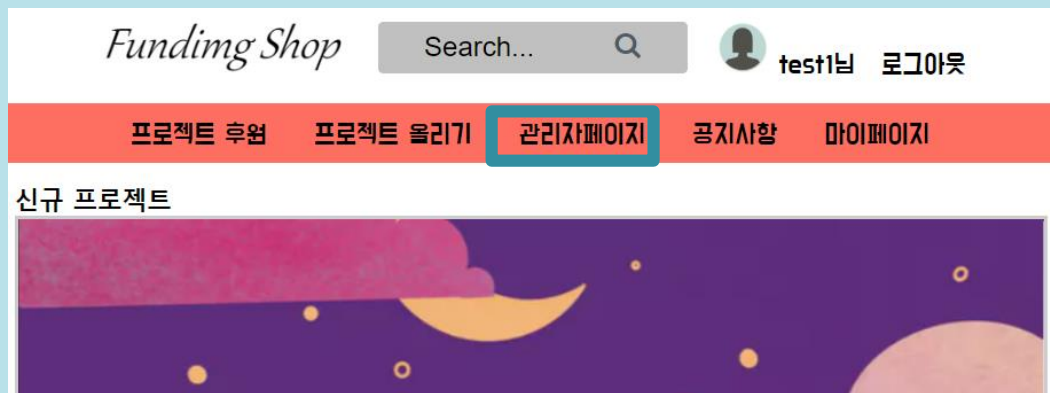 Fundimg Shop Search... test1님 로그아웃
프로젝트 후원 프로젝트 올리기 관리자페이지 공지사항 마이페이지
신규 프로젝트